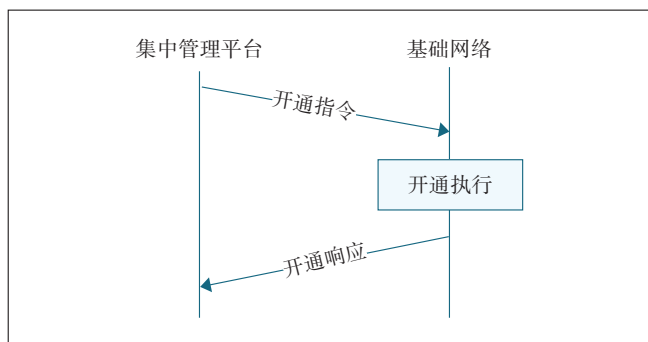 集中管理平台
基础网络
开通指令
开通执行
开通响应